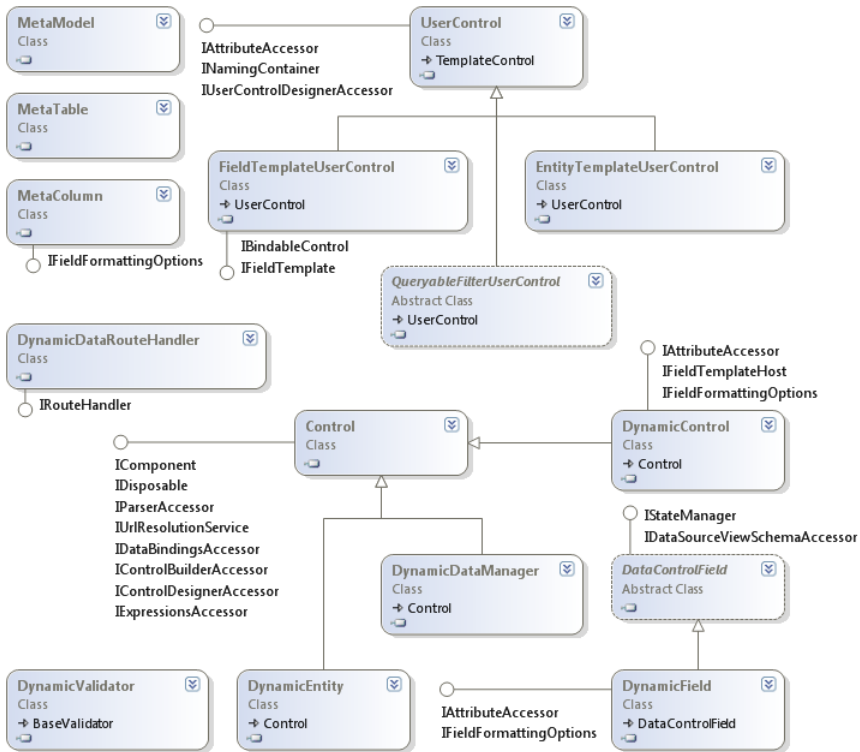 MetaModel
Class
MetaTable
Class
MetaColumn
Class
IFieldFormattingOptions
IAttributeAccessor
INamingContainer
IUserControlDesignerAccessor
UserControl
Class
TemplateControl
FieldTemplateUserControl
Class
UserControl
IBindableControl
IFieldTemplate
EntityTemplateUserControl
Class
UserControl
QueryableFilterUserControl
Abstract Class
UserControl
DynamicDataRouteHandler
Class
IRouteHandler
IAttributeAccessor
IFieldTemplateHost
IFieldFormattingOptions
Control
Class
IComponent
IDisposable
IParserAccessor
IUrlResolutionService
IDataBindingsAccessor
IControlBuilderAccessor
IControlDesignerAccessor
IExpressionsAccessor
DynamicControl
Class
Control
IStateManager
IDataSourceViewSchemaAccessor
DynamicDataManager
Class
Control
DataControlField
Abstract Class
DynamicValidator
Class
BaseValidator
DynamicEntity
Class
Control
IAttributeAccessor
IFieldFormattingOptions
DynamicField
Class
DataControlField